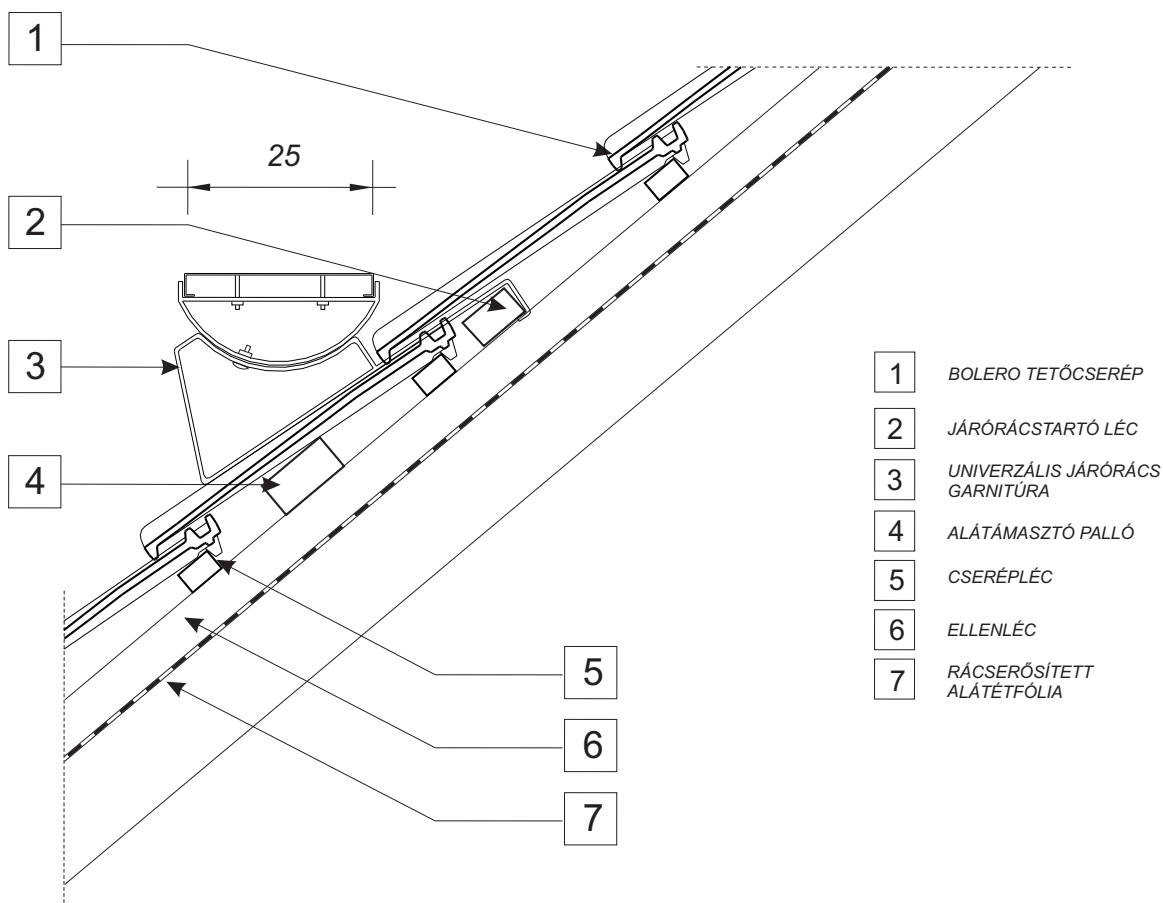 1
25
2
3
4
5
6
7
1 BOLERO TETŐCSERÉP
2 JÁRÓRÁCSTARTÓ LÉC
3 UNIVERZÁLIS JÁRÓRÁCS
GARNITÚRA
4 ALÁTÁMASZTÓ PALLÓ
5 CSERÉPLÉC
6 ELLENLÉC
7 RÁCSERŐSÍTETT
ALÁTÉTFÓLIA